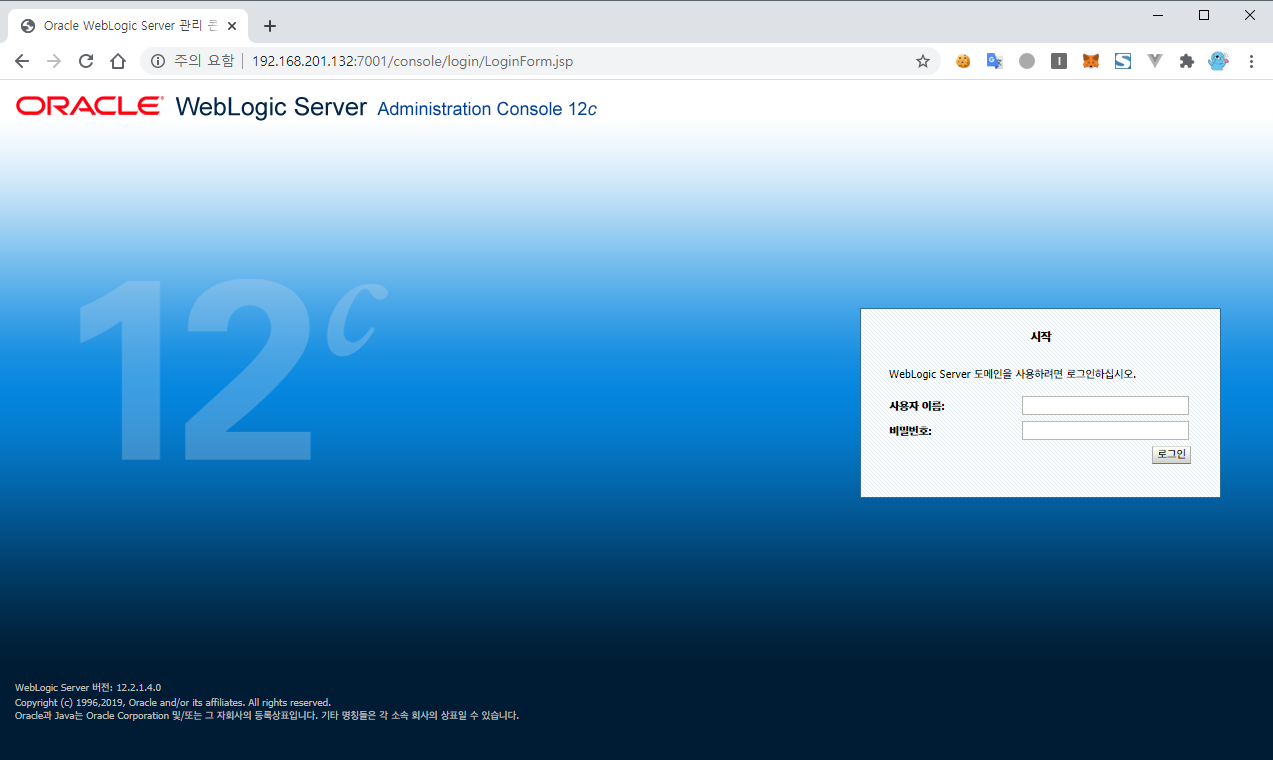 Oracle WebLogic Server 관리 콘
주의 요함 192.168.201.132:7001/console/login/LoginForm.jsp
ORACLE WebLogic Server Administration Console 12c
12c
시작
WebLogic Server 도메인을 사용하려면 로그인하십시오.
사용자 이름:
비밀번호:
로그인
WebLogic Server 버전: 12.2.1.4.0
Copyright (c) 1996,2019, Oracle and/or its affiliates. All rights reserved.
Oracle과 Java는 Oracle Corporation 및/또는 그 자회사의 등록상표입니다. 기타 명칭들은 각 소속 회사의 상표일 수 있습니다.